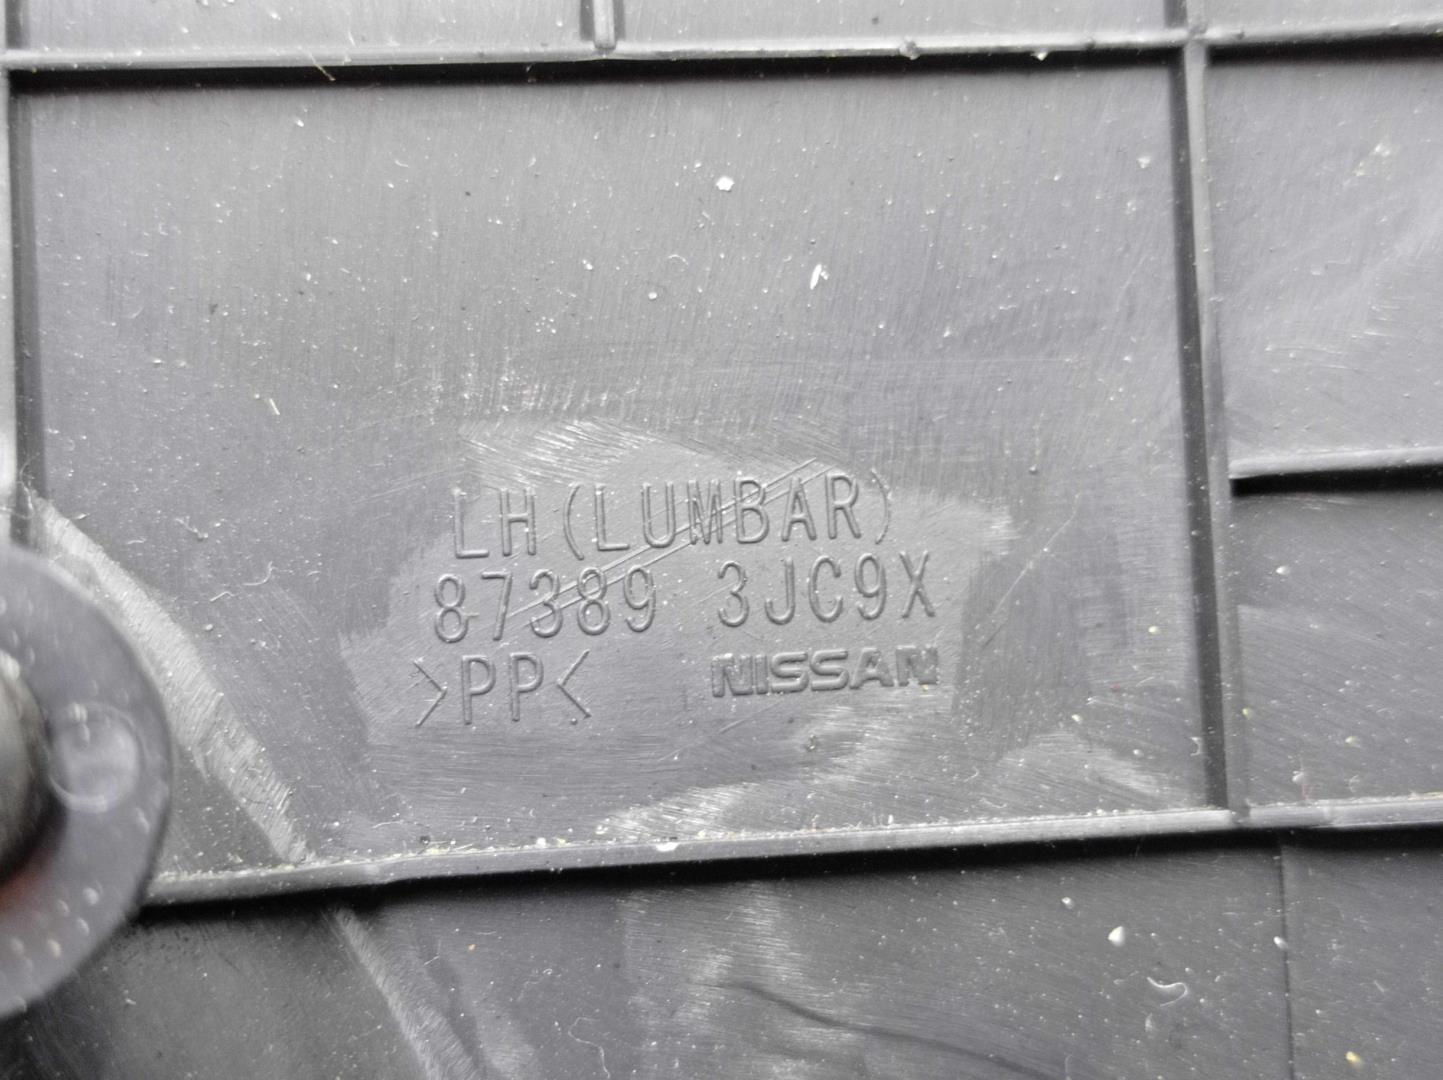 LH(LUMBAR)
87389 3JC9X
>PP< NISSAN